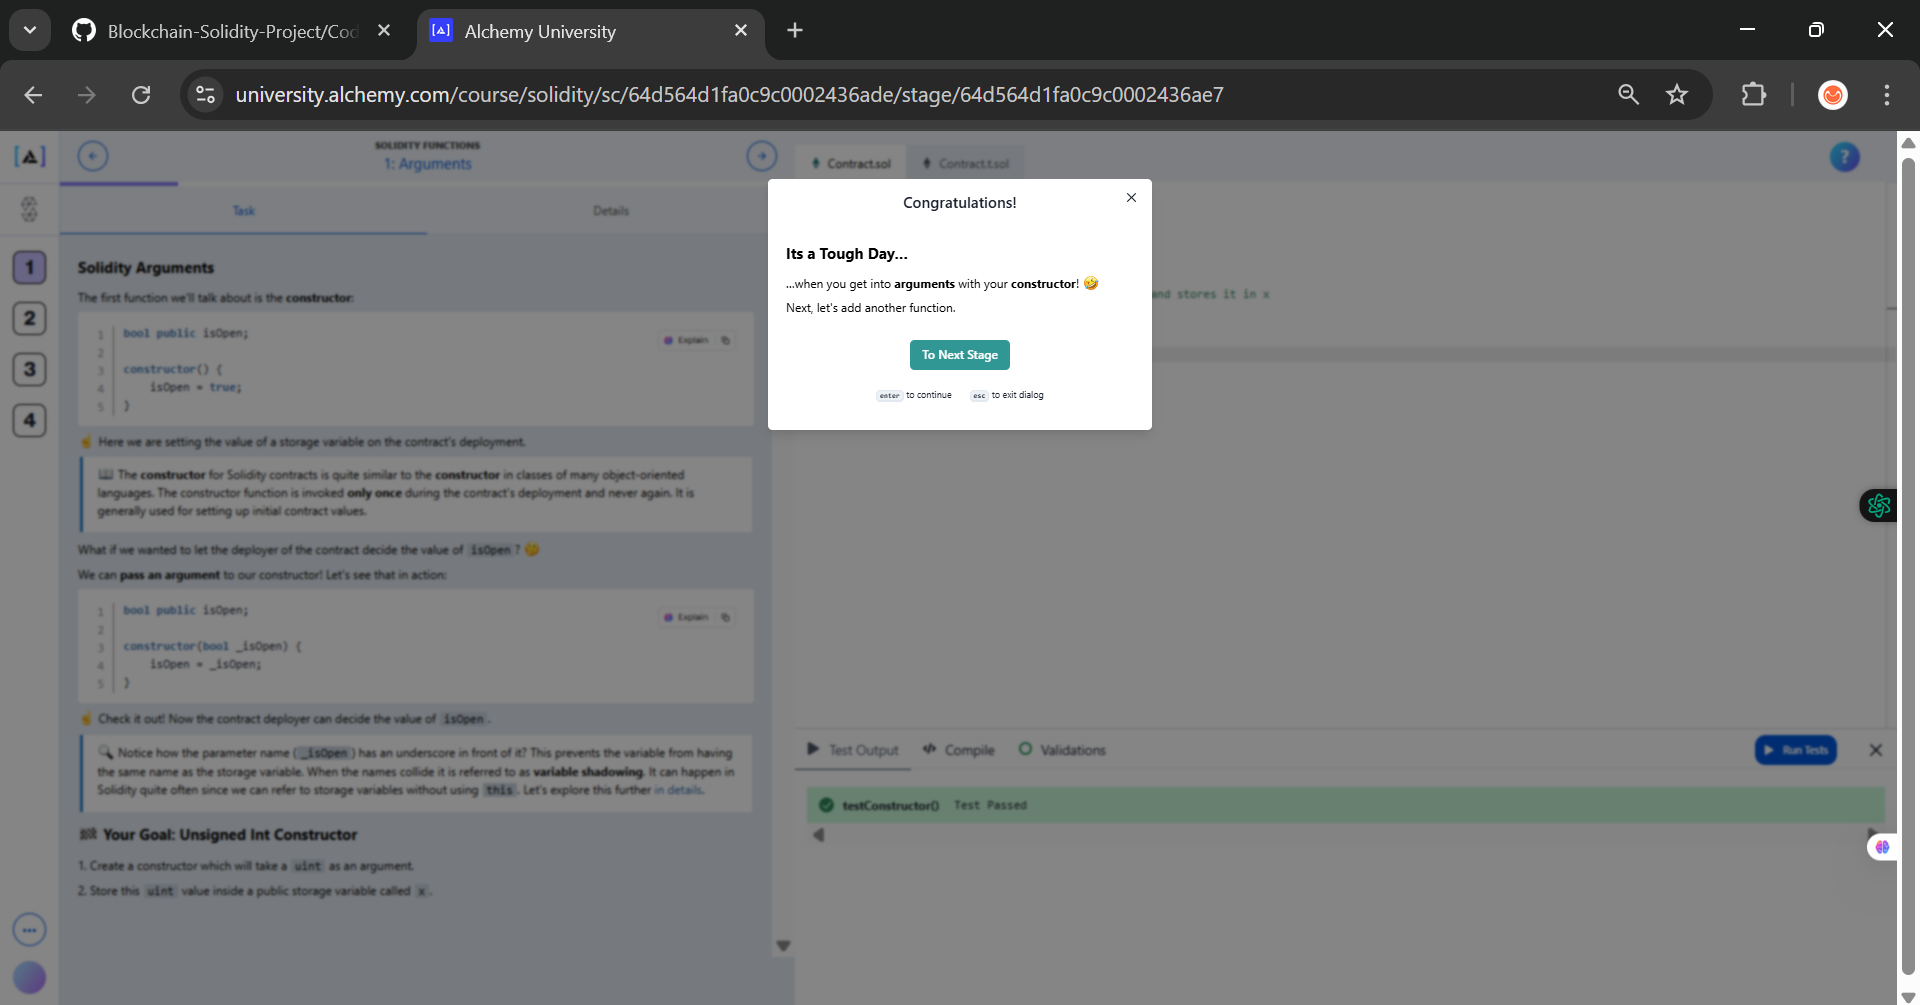 Blockchain-Solidity-Project/Cod
Alchemy University
university.alchemy.com/course/solidity/sc/64d564d1fa0c9c0002436ade/stage/64d564d1fa0c9c0002436ae7
SOLIDITY FUNCTIONS
1: Arguments
Task
Details
1
2
3
4
Solidity Arguments
The first function we'll talk about is the constructor:
1 bool public isOpen;
Explain
2
3 constructor() {
4 isOpen = true;
5 }
☝️ Here we are setting the value of a storage variable on the contract's deployment.
📖 The constructor for Solidity contracts is quite similar to the constructor in classes of many object-oriented
languages. The constructor function is invoked only once during the contract's deployment and never again. It is
generally used for setting up initial contract values.
What if we wanted to let the deployer of the contract decide the value of isOpen ? 🤔
We can pass an argument to our constructor! Let's see that in action:
1 bool public isOpen;
Explain
2
3 constructor(bool _isOpen) {
4 isOpen = _isOpen;
5 }
☝️ Check it out! Now the contract deployer can decide the value of isOpen .
🔍 Notice how the parameter name ( _isOpen ) has an underscore in front of it? This prevents the variable from having
the same name as the storage variable. When the names collide it is referred to as variable shadowing. It can happen in
Solidity quite often since we can refer to storage variables without using this . Let's explore this further in details.
🏁 Your Goal: Unsigned Int Constructor
1. Create a constructor which will take a uint as an argument.
2. Store this uint value inside a public storage variable called x .
Contract.sol
Contract.t.sol
?
Congratulations!
Its a Tough Day...
...when you get into arguments with your constructor! 🤣
Next, let's add another function.
To Next Stage
enter to continue esc to exit dialog
and stores it in x
Test Output
Compile
Validations
Run Tests
testConstructor() Test Passed